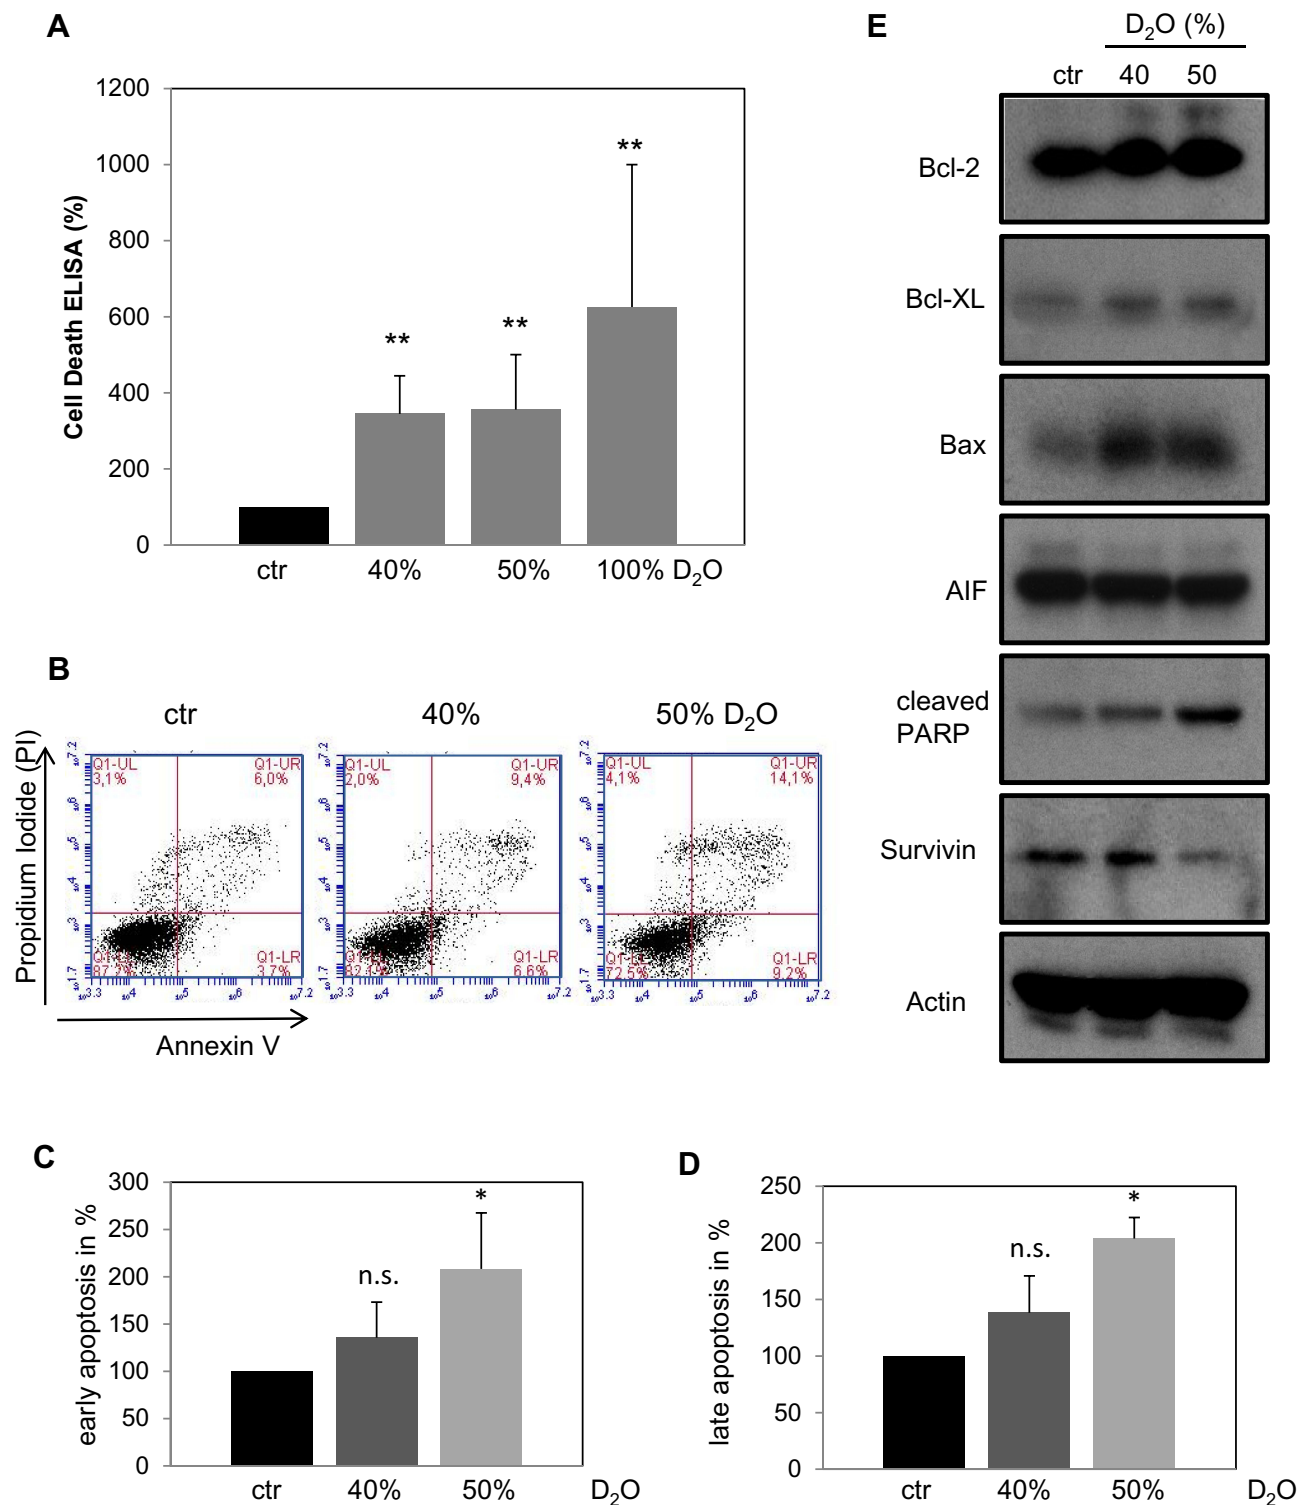 A
1200
1000
800
600
400
200
0
Cell Death ELISA (%)
**
**
**
ctr
40%
50%
100% D₂O
B
ctr
40%
50% D₂O
Propidium Iodide (PI)
Annexin V
Q1-UL
3,1%
Q1-UR
6,0%
Q1-LR
3,7%
Q1-UL
2,0%
Q1-UR
9,4%
Q1-LR
6,6%
Q1-UL
4,1%
Q1-UR
14,1%
72,5%
Q1-LR
9,2%
C
300
250
200
150
100
50
0
early apoptosis in %
n.s.
*
ctr
40%
50%
D₂O
D
250
200
150
100
50
0
late apoptosis in %
n.s.
*
ctr
40%
50%
D₂O
E
D₂O (%)
ctr
40
50
Bcl-2
Bcl-XL
Bax
AIF
cleaved
PARP
Survivin
Actin